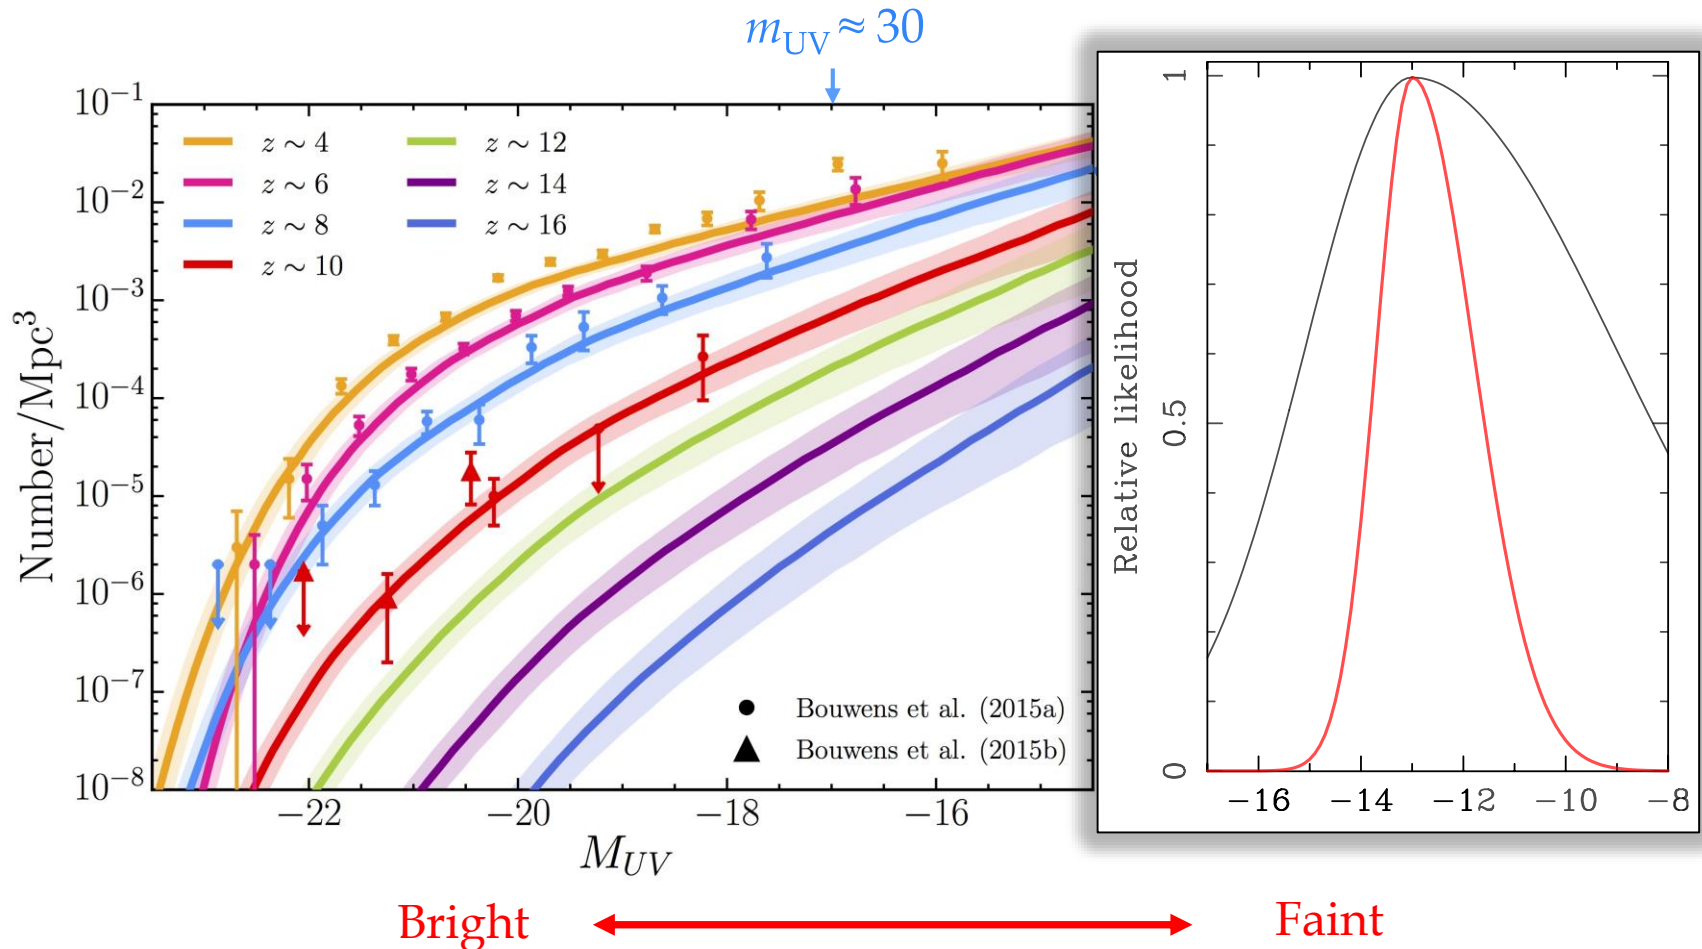 m_UV ≈ 30
10^−1
10^−2
10^−3
10^−4
10^−5
10^−6
10^−7
10^−8
Number/Mpc^3
z ∼ 4
z ∼ 6
z ∼ 8
z ∼ 10
z ∼ 12
z ∼ 14
z ∼ 16
Bouwens et al. (2015a)
Bouwens et al. (2015b)
−22 −20 −18 −16
M_UV
Relative likelihood
1
0.5
0
−16 −14 −12 −10 −8
Bright Faint